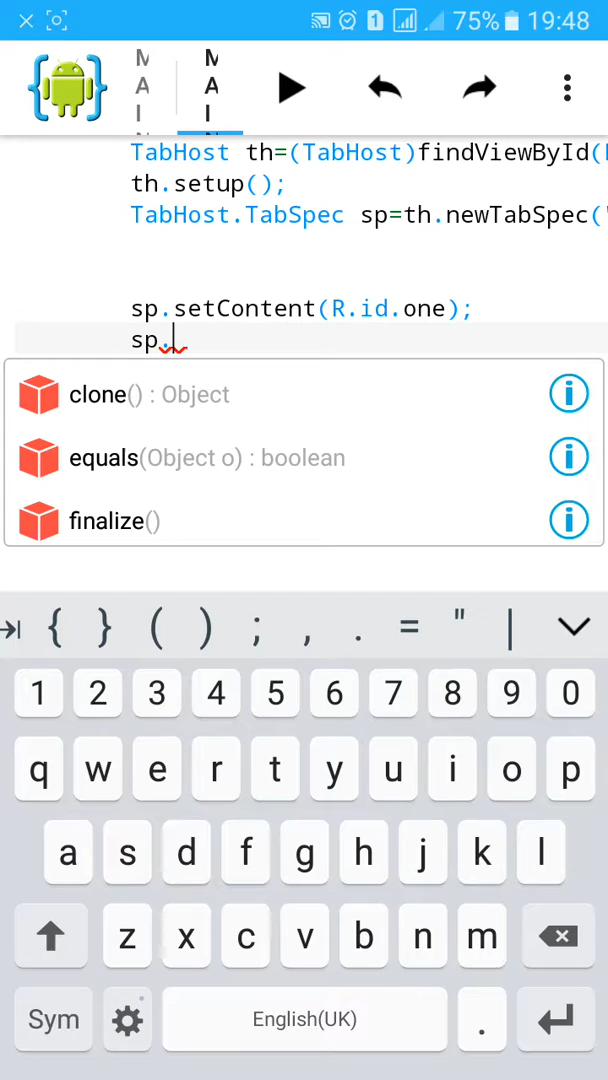 75% 19:48
M
A
I
N
M
A
I
N
TabHost th=(TabHost)findViewById(
th.setup();
TabHost.TabSpec sp=th.newTabSpec(
sp.setContent(R.id.one);
sp.
clone() : Object
equals(Object o) : boolean
finalize()
{ } ( ) ; , . = " |
1 2 3 4 5 6 7 8 9 0
q w e r t y u i o p
a s d f g h j k l
z x c v b n m
Sym English(UK) .